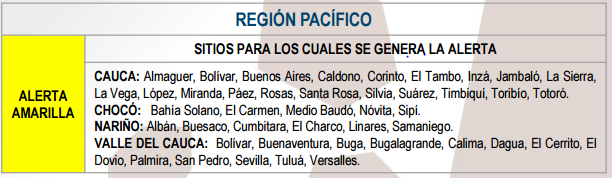 REGIÓN PACÍFICO
SITIOS PARA LOS CUALES SE GENERA LA ALERTA
ALERTA
AMARILLA
CAUCA: Almaguer, Bolívar, Buenos Aires, Caldono, Corinto, El Tambo, Inzá, Jambaló, La Sierra,
La Vega, López, Miranda, Páez, Rosas, Santa Rosa, Silvia, Suárez, Timbiquí, Toribío, Totoró.
CHOCÓ: Bahía Solano, El Carmen, Medio Baudó, Nóvita, Sipí.
NARIÑO: Albán, Buesaco, Cumbitara, El Charco, Linares, Samaniego.
VALLE DEL CAUCA: Bolívar, Buenaventura, Buga, Bugalagrande, Calima, Dagua, El Cerrito, El
Dovio, Palmira, San Pedro, Sevilla, Tuluá, Versalles.